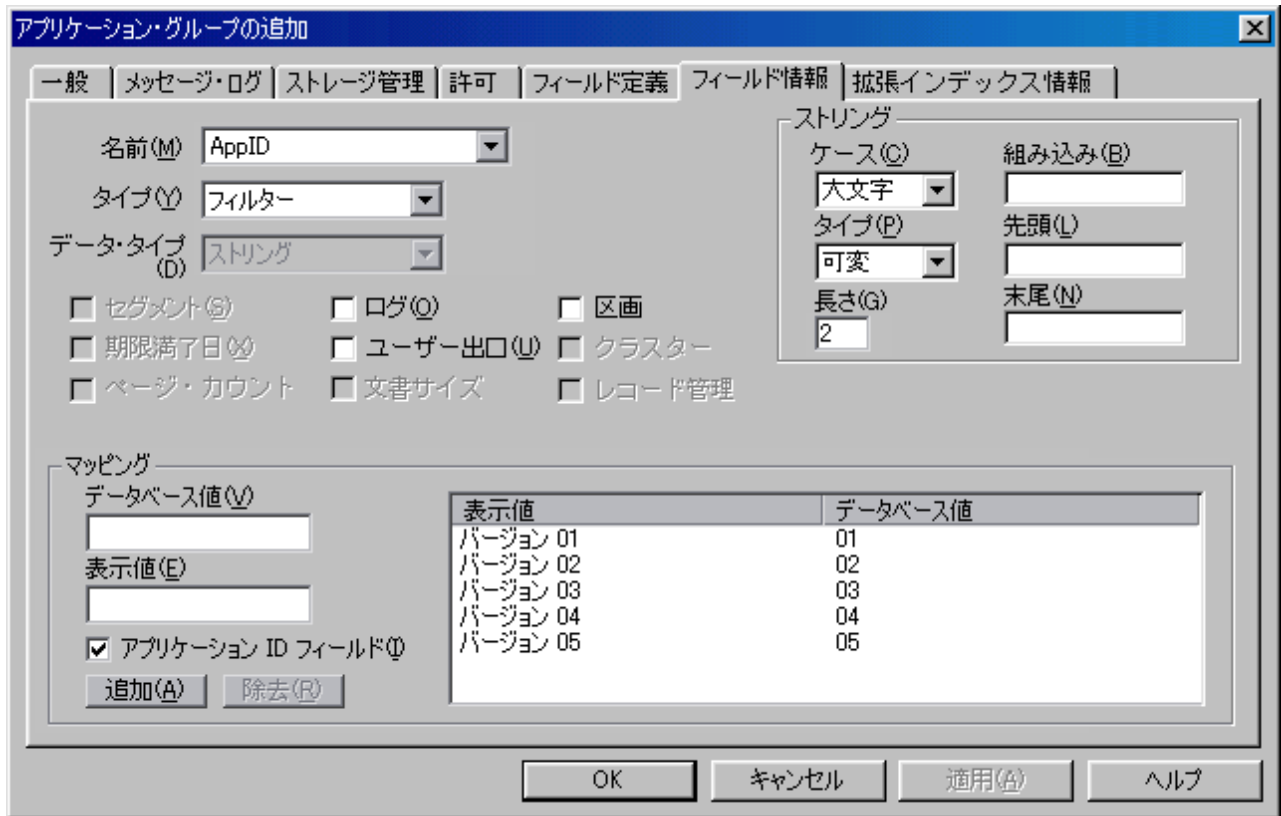 アプリケーション・グループの追加
一般 メッセージ・ログ ストレージ管理 許可 フィールド定義 フィールド情報 拡張インデックス情報
名前(M) AppID
タイプ(Y) フィルター
データ・タイプ
(D) ストリング
セグメント(S) ログ(O) 区画
期限満了日(X) ユーザー出口(U) クラスター
ページ・カウント 文書サイズ レコード管理
ストリング
ケース(C) 組み込み(B)
大文字
タイプ(P) 先頭(L)
可変
長さ(G) 末尾(N)
2
マッピング
データベース値(V)
表示値(E)
アプリケーション ID フィールド(I)
追加(A) 除去(R)
表示値 データベース値
バージョン 01 01
バージョン 02 02
バージョン 03 03
バージョン 04 04
バージョン 05 05
OK キャンセル 適用(A) ヘルプ